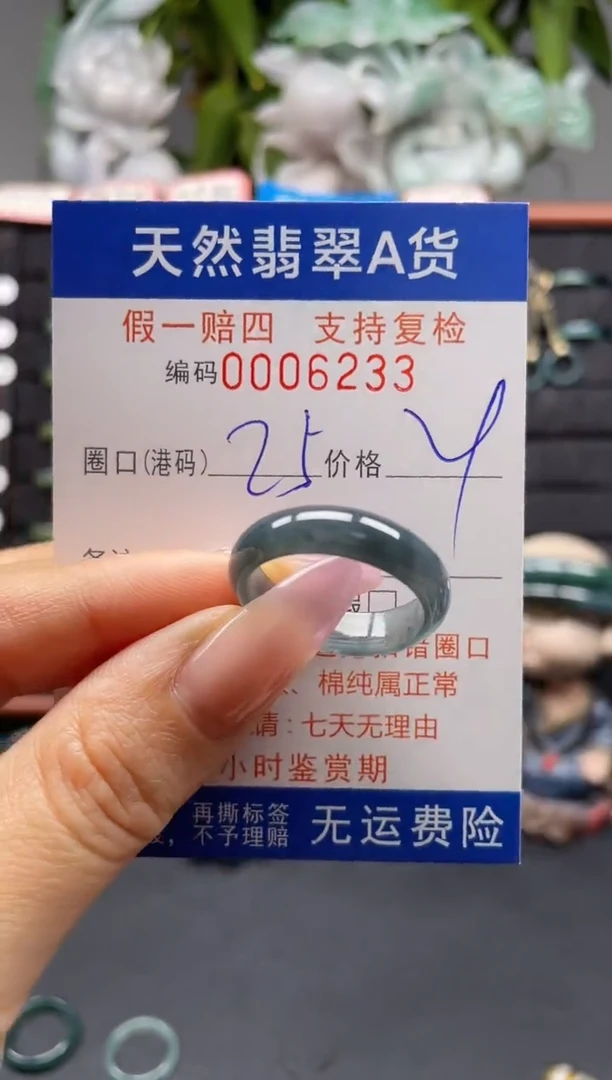 天然翡翠A货
假一赔四 支持复检
编码0006233
圈口(港码) 25 价格 Y
圈口
、棉纯属正常
请:七天无理由
小时鉴赏期
再撕标签
,不予理赔
无运费险